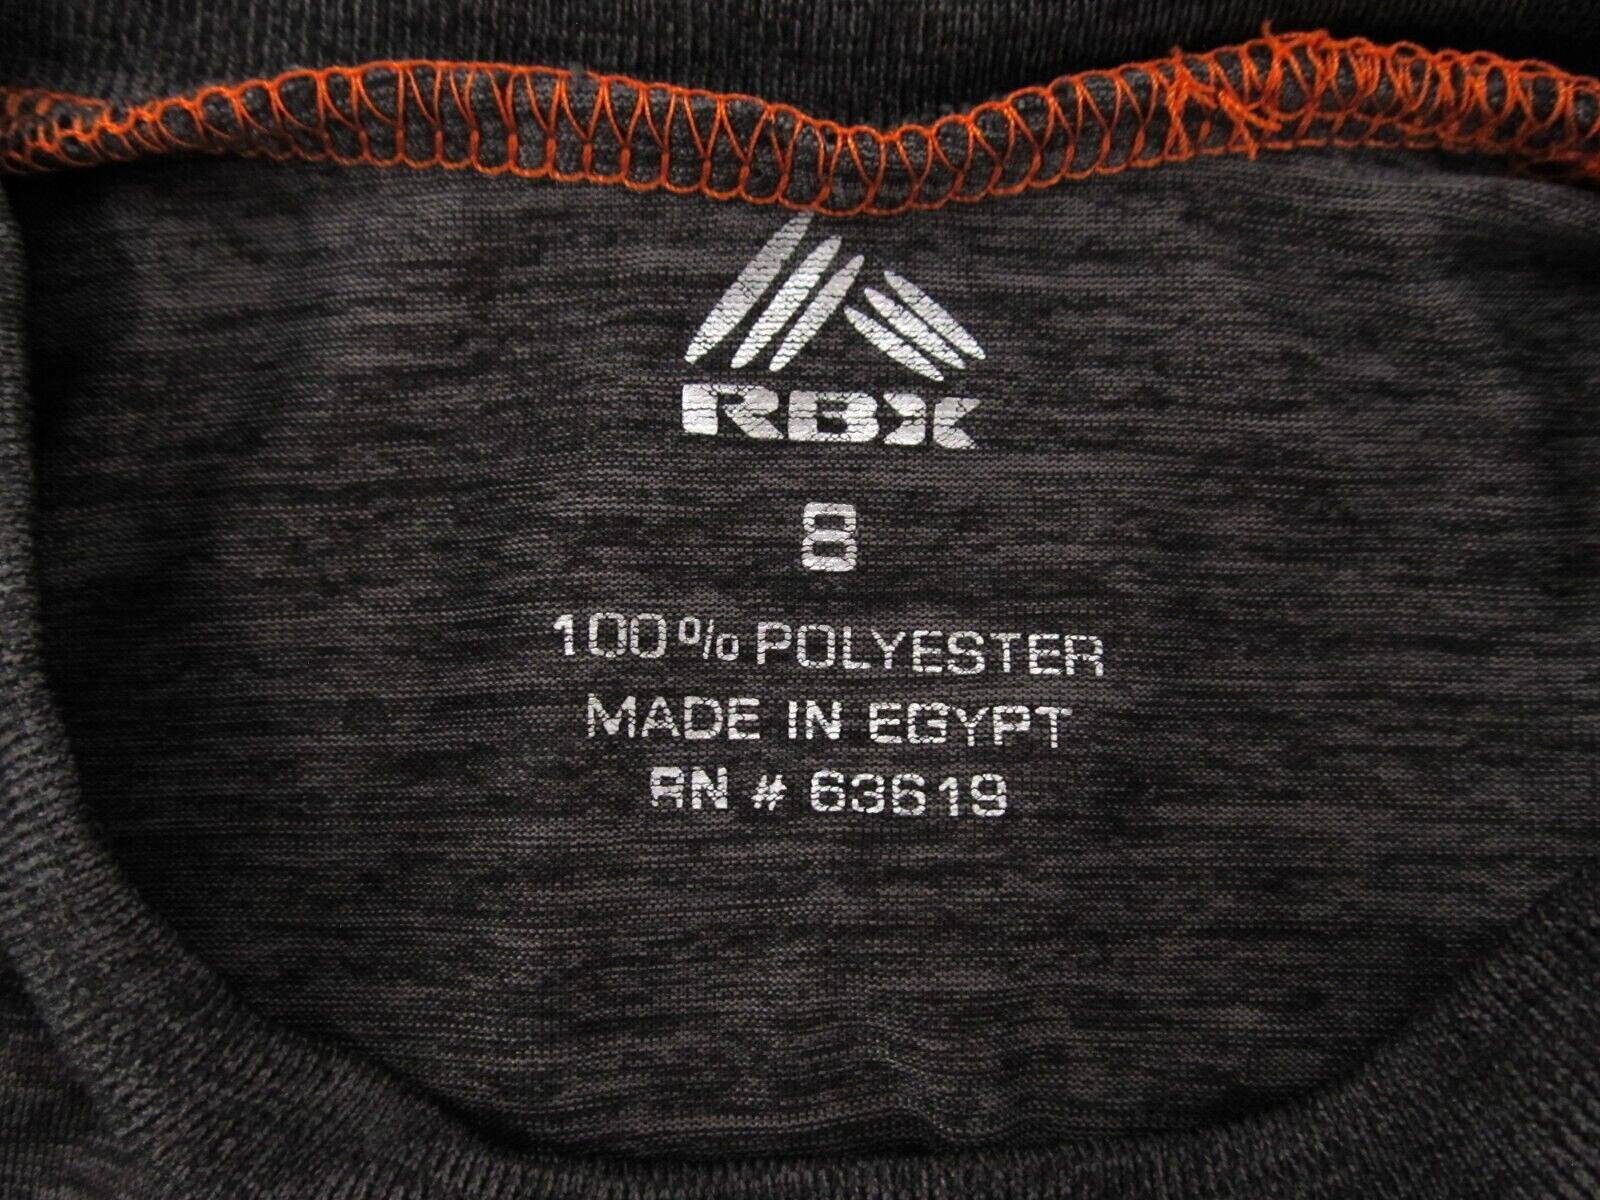 RBX
8
100% POLYESTER
MADE IN EGYPT
RN # 63619